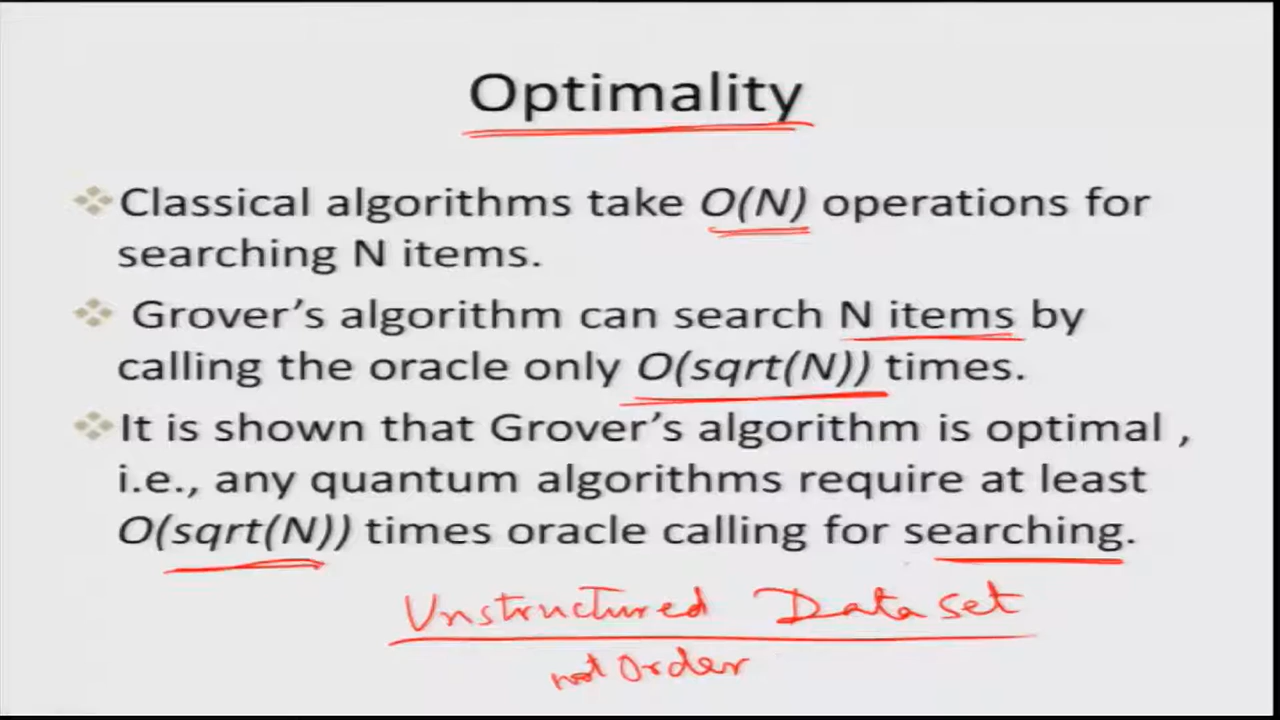 Optimality
Classical algorithms take O(N) operations for
searching N items.
Grover's algorithm can search N items by
calling the oracle only O(sqrt(N)) times.
It is shown that Grover's algorithm is optimal ,
i.e., any quantum algorithms require at least
O(sqrt(N)) times oracle calling for searching.
Unstructured Data set
not Order